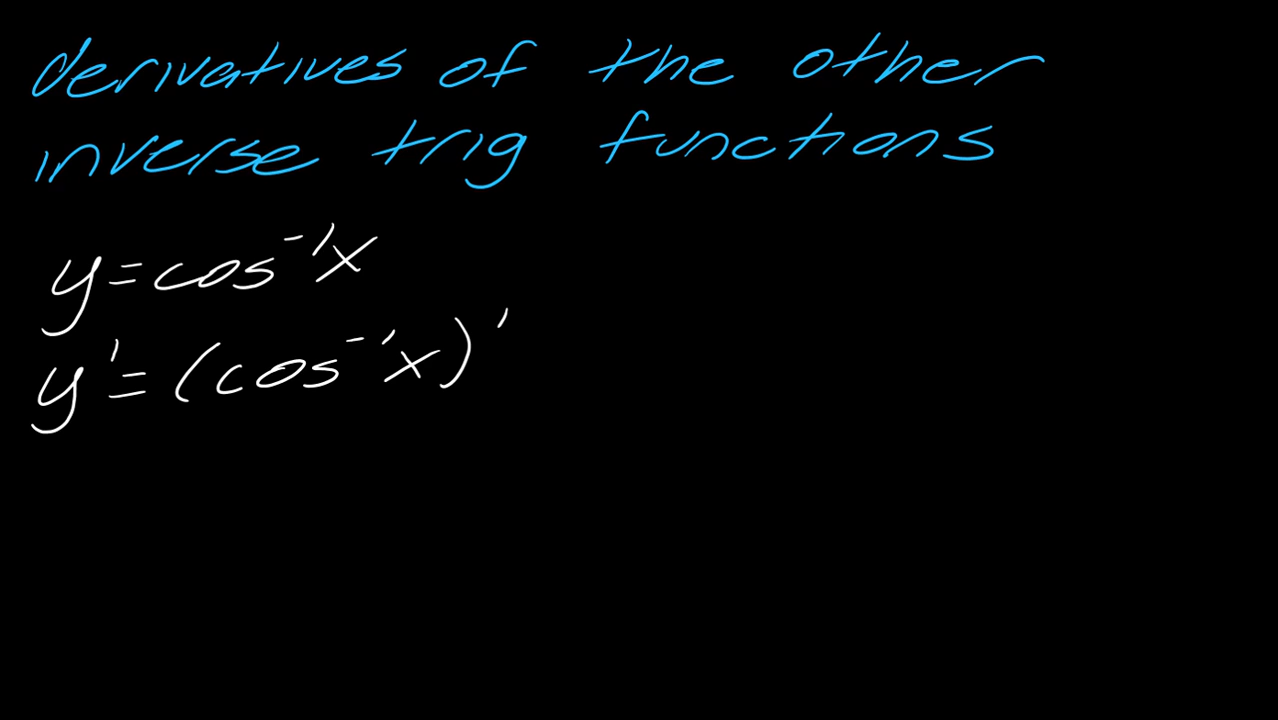 derivatives of the other
inverse trig functions
y=cos⁻¹x
y'=(cos⁻¹x)'